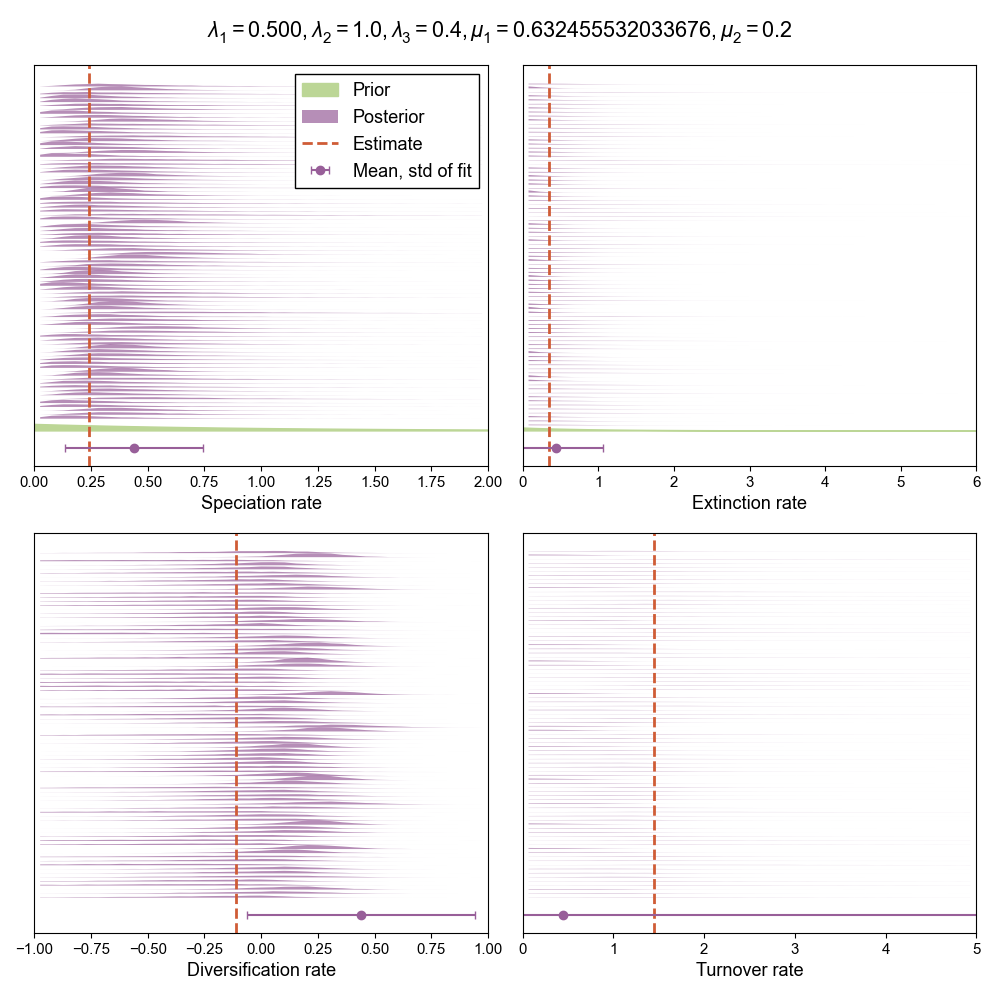 λ₁ = 0.500, λ₂ = 1.0, λ₃ = 0.4, μ₁ = 0.632455532033676, μ₂ = 0.2
Prior
Posterior
Estimate
Mean, std of fit
0.00 0.25 0.50 0.75 1.00 1.25 1.50 1.75 2.00
Speciation rate
0 1 2 3 4 5 6
Extinction rate
−1.00 −0.75 −0.50 −0.25 0.00 0.25 0.50 0.75 1.00
Diversification rate
0 1 2 3 4 5
Turnover rate